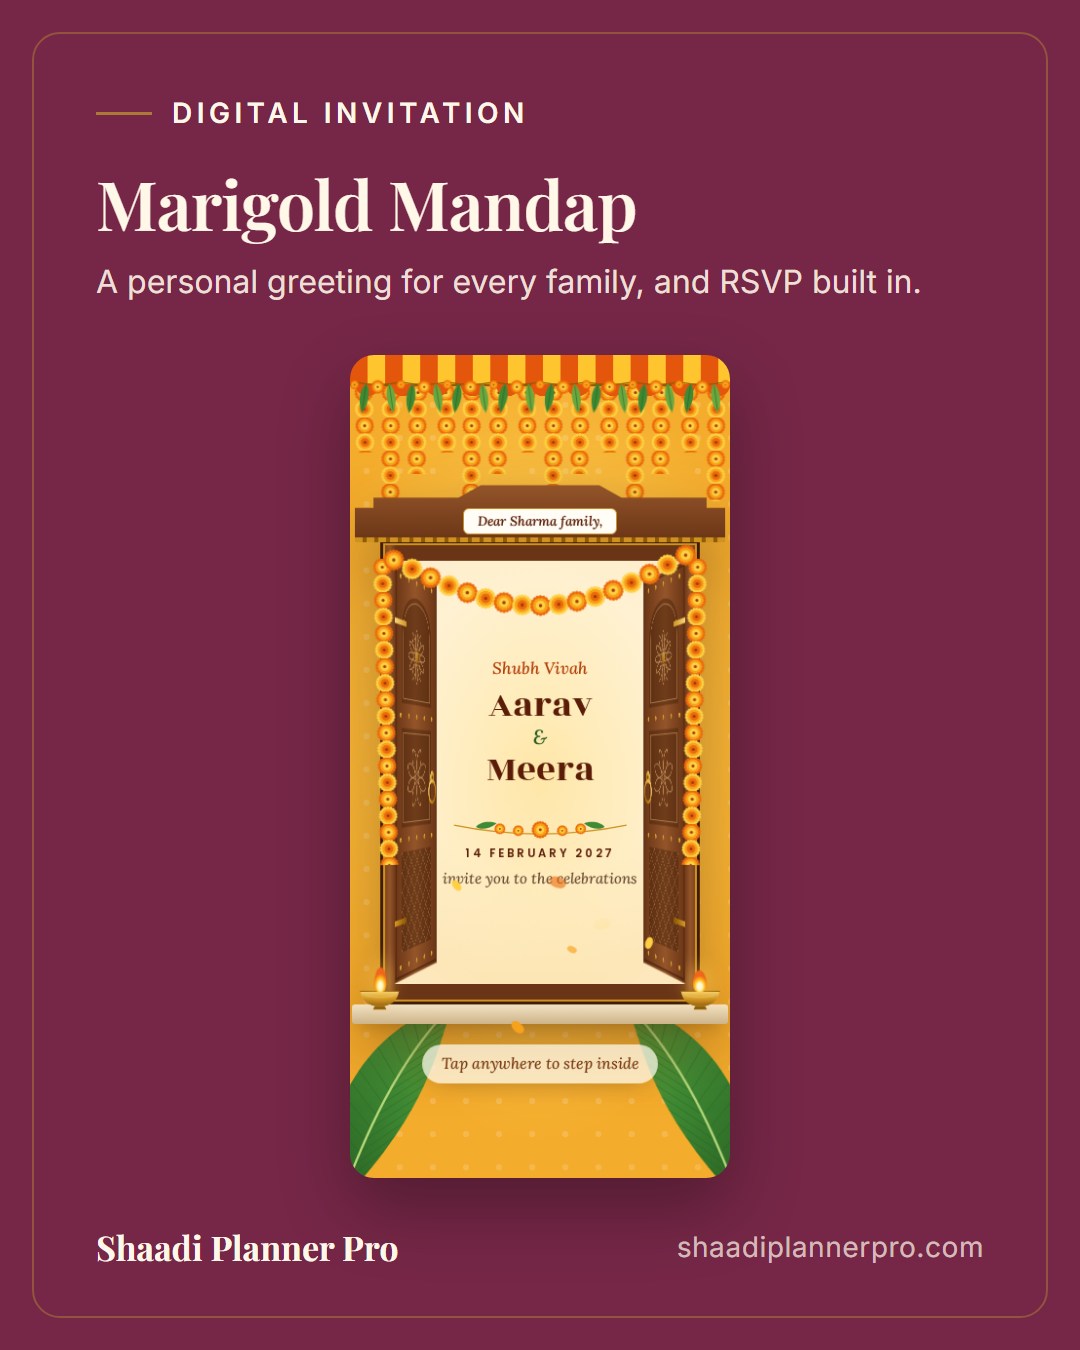 DIGITAL INVITATION
Marigold Mandap
A personal greeting for every family, and RSVP built in.
Dear Sharma family,
Shubh Vivah
Aarav
&
Meera
14 FEBRUARY 2027
invite you to the celebrations
Tap anywhere to step inside
Shaadi Planner Pro
shaadiplannerpro.com